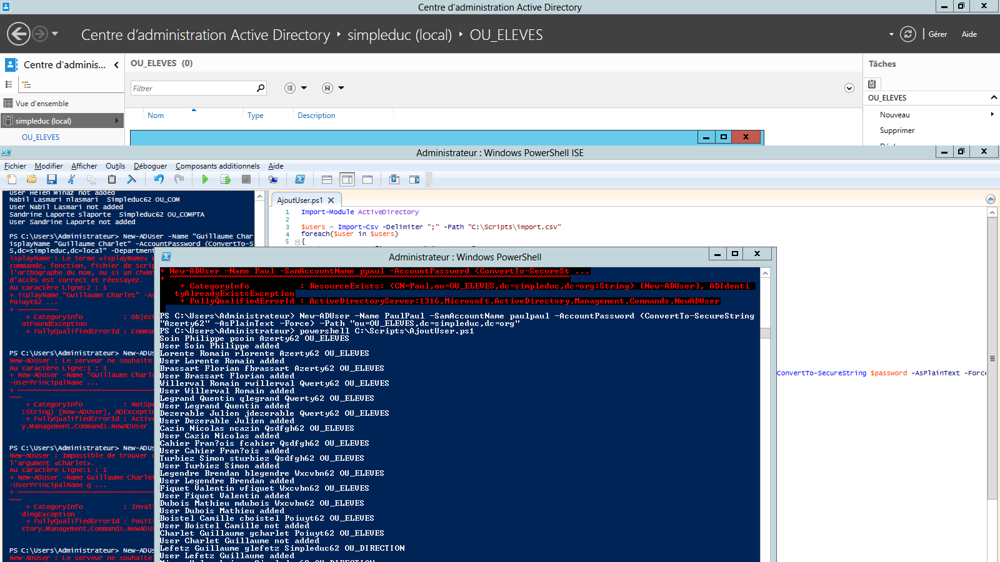 Centre d'administration Active Directory
Centre d'administration Active Directory ‣ simpleduc (local) ‣ OU_ELEVES
Gérer
Aide
Centre d'adminis...
OU_ELEVES (0)
Tâches
Filtrer
OU_ELEVES
Vue d'ensemble
Nom
Type
Description
Nouveau
simpleduc (local)
Supprimer
OU_ELEVES
Administrateur : Windows PowerShell ISE
Fichier Modifier Afficher Outils Déboguer Composants additionnels Aide
User Helen Minaz not added
Nabil Lasmari nlasmari  Simpleduc62 OU_COM
User Nabil Lasmari not added
Sandrine Laporte slaporte  Simpleduc62 OU_COMPTA
User Sandrine Laporte not added
PS C:\Users\Administrateur> New-ADUser -Name "Guillaume Char
isplayName "Guillaume Charlet" -AccountPassword (ConvertTo-S
S,dc=simpleduc,dc=local" -Department
isplayName : Le terme «isplayName» n
commande, fonction, fichier de scrip
l'orthographe du nom, ou si un chemi
d'accès est correct et réessayez.
Au caractère Ligne:2 : 1
+ isplayName "Guillaume Charlet" -Ac
Poiuyt62 ...
+ ~~~~~~~~~~~
+ CategoryInfo          : Object
otFoundException
+ FullyQualifiedErrorId : Comman
PS C:\Users\Administrateur> New-ADUs
New-ADUser : Le serveur ne souhaite
Au caractère Ligne:1 : 1
+ New-ADUser -Name "Guillaume Charle
-UserPrincipalName ...
+ CategoryInfo          : NotSpe
:String) [New-ADUser], ADExceptio
+ FullyQualifiedErrorId : Active
y.Management.Commands.NewADUser
PS C:\Users\Administrateur> New-ADUs
New-ADUser : Impossible de trouver u
l'argument «Charlet».
Au caractère Ligne:1 : 1
+ New-ADUser -Name Guillaume Charlet
-UserPrincipalName g ...
+ CategoryInfo          : Invali
dingException
+ FullyQualifiedErrorId : Positi
ctory.Management.Commands.NewADUs
PS C:\Users\Administrateur> New-ADUs
New-ADUser : Le serveur ne souhaite
AjoutUser.ps1
1 Import-Module ActiveDirectory
2
3 $users = Import-Csv -Delimiter ";" -Path "C:\Scripts\import.csv"
4 foreach($user in $users)
5 {
ConvertTo-SecureString $password -AsPlainText -Force
Administrateur : Windows PowerShell
+ New-ADUser -Name Paul -SamAccountName ppaul -AccountPassword (ConvertTo-SecureSt ...
+ CategoryInfo          : ResourceExists: (CN=Paul,ou=OU_ELEVES,dc=simpleduc,dc=org:String) [New-ADUser], ADIdenti
tyAlreadyExistsException
+ FullyQualifiedErrorId : ActiveDirectoryServer:1316,Microsoft.ActiveDirectory.Management.Commands.NewADUser
PS C:\Users\Administrateur> New-ADUser -Name PaulPaul -SamAccountName paulpaul -AccountPassword (ConvertTo-SecureString
"Azerty62" -AsPlainText -Force) -Path "ou=OU_ELEVES,dc=simpleduc,dc=org"
PS C:\Users\Administrateur> powershell C:\Scripts\AjoutUser.ps1
Soin Philippe psoin Azerty62 OU_ELEVES
User Soin Philippe added
Lorente Romain rlorente Azerty62 OU_ELEVES
User Lorente Romain added
Brassart Florian fbrassart Azerty62 OU_ELEVES
User Brassart Florian added
Willerval Romain rwillerval Qwerty62 OU_ELEVES
User Willerval Romain added
Legrand Quentin qlegrand Qwerty62 OU_ELEVES
User Legrand Quentin added
Dezerable Julien jdezerable Qwerty62 OU_ELEVES
User Dezerable Julien added
Cazin Nicolas ncazin Qsdfgh62 OU_ELEVES
User Cazin Nicolas added
Cahier Fran?ois fcahier Qsdfgh62 OU_ELEVES
User Cahier Fran?ois added
Turbiez Simon sturbiez Qsdfgh62 OU_ELEVES
User Turbiez Simon added
Legendre Brendan blegendre Wxcvbn62 OU_ELEVES
User Legendre Brendan added
Fiquet Valentin vfiquet Wxcvbn62 OU_ELEVES
User Fiquet Valentin added
Dubois Mathieu mdubois Wxcvbn62 OU_ELEVES
User Dubois Mathieu added
Boistel Camille cboistel Poiuyt62 OU_ELEVES
User Boistel Camille not added
Charlet Guillaume gcharlet Poiuyt62 OU_ELEVES
User Charlet Guillaume not added
Lefetz Guillaume glefetz Simpleduc62 OU_DIRECTION
User Lefetz Guillaume added